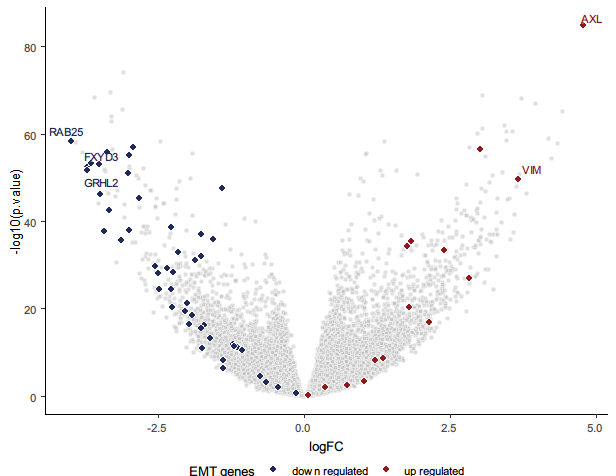 AXL
80
RAB25
60
FXYD3
VIM
GRHL2
-log10(p.value)
40
20
0
-2.5 0.0 2.5 5.0
logFC
EMT genes down regulated up regulated